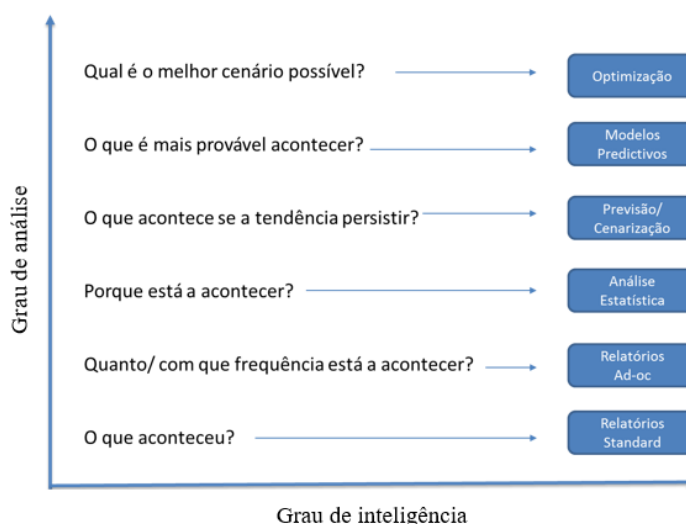 Qual é o melhor cenário possível?
Optimização
O que é mais provável acontecer?
Modelos
Predictivos
O que acontece se a tendência persistir?
Previsão/
Cenarização
Porque está a acontecer?
Análise
Estatística
Quanto/ com que frequência está a acontecer?
Relatórios
Ad-oc
O que aconteceu?
Relatórios
Standard
Grau de análise
Grau de inteligência